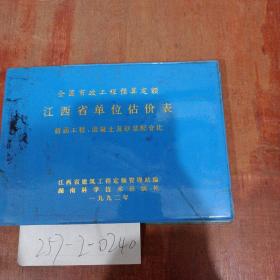 全国市政工程预算定额
江西省单位估价表
路面工程、混凝土及砂浆配合比
江西省建筑工程定额管理站编
湖南科学技术出版社
一九九二年
257-2-0240